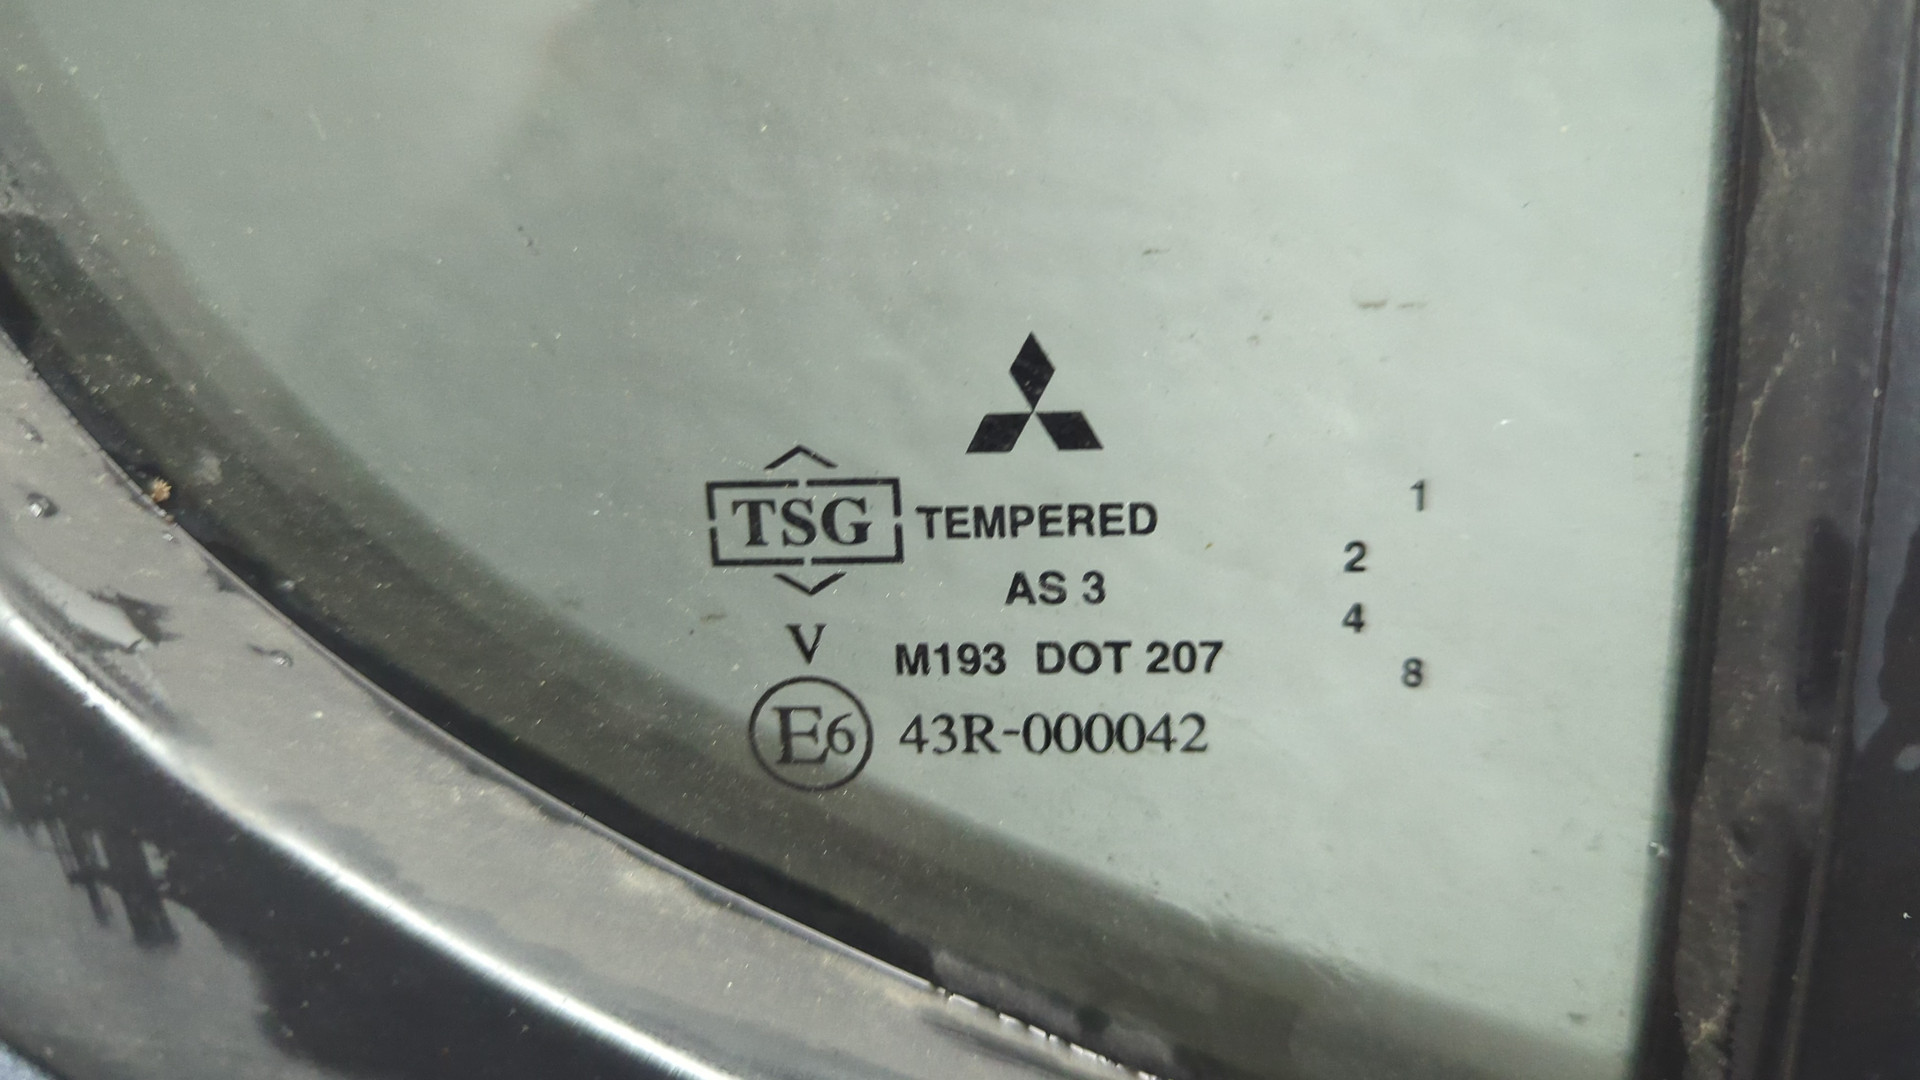 TSG TEMPERED
AS 3
V
M193 DOT 207
E6 43R-000042
1
2
4
8